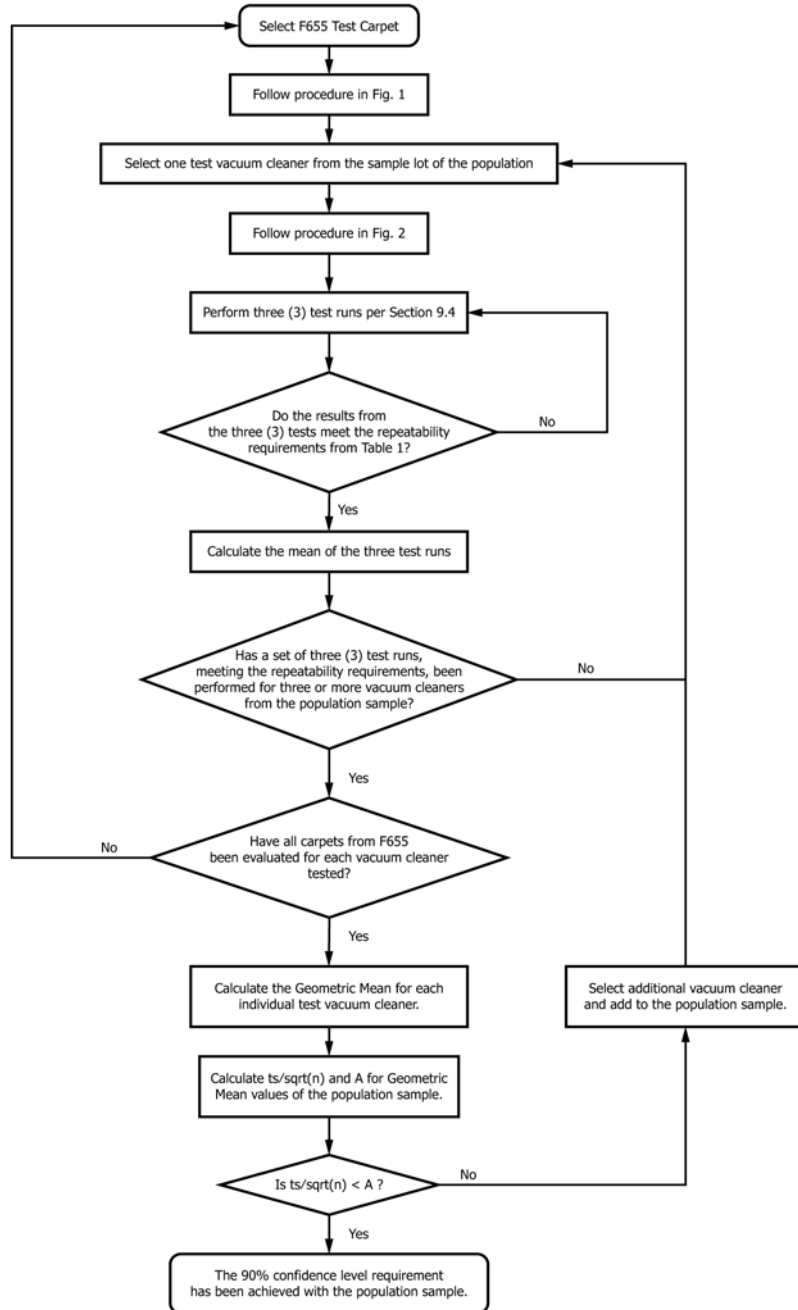 Select F655 Test Carpet
Follow procedure in Fig. 1
Select one test vacuum cleaner from the sample lot of the population
Follow procedure in Fig. 2
Perform three (3) test runs per Section 9.4
Do the results from
the three (3) tests meet the repeatability
requirements from Table 1?
No
Yes
Calculate the mean of the three test runs
Has a set of three (3) test runs,
meeting the repeatability requirements, been
performed for three or more vacuum cleaners
from the population sample?
No
Yes
Have all carpets from F655
been evaluated for each vacuum cleaner
tested?
No
Yes
Calculate the Geometric Mean for each
individual test vacuum cleaner.
Select additional vacuum cleaner
and add to the population sample.
Calculate ts/sqrt(n) and A for Geometric
Mean values of the population sample.
Is ts/sqrt(n) < A ?
No
Yes
The 90% confidence level requirement
has been achieved with the population sample.